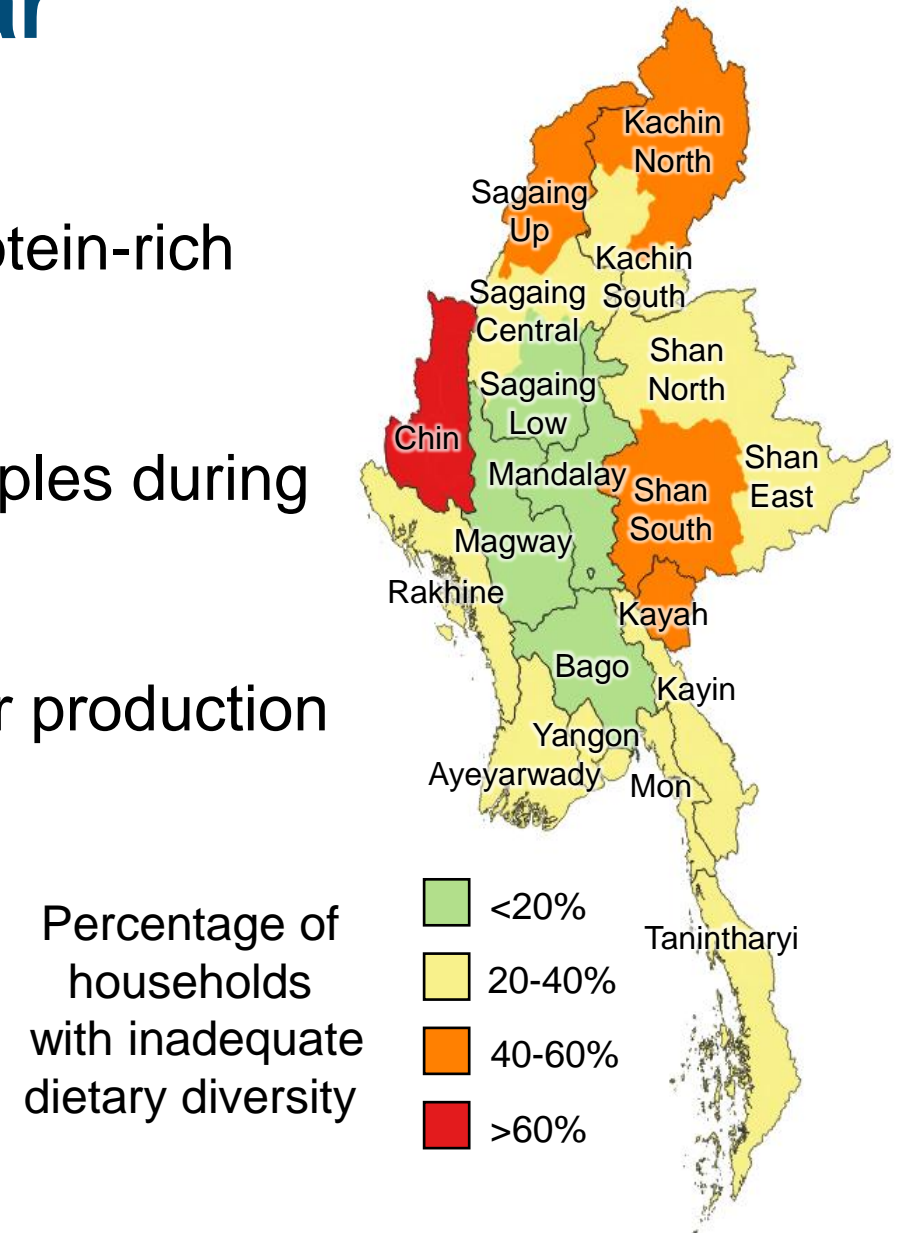 otein-rich
ples during
r production
Kachin
North
Sagaing
Up
Kachin
South
Sagaing
Central
Shan
North
Sagaing
Low
Chin
Mandalay
Shan
East
Shan
South
Magway
Rakhine
Kayah
Bago
Kayin
Yangon
Ayeyarwady
Mon
Tanintharyi
Percentage of
households
with inadequate
dietary diversity
<20%
20-40%
40-60%
>60%